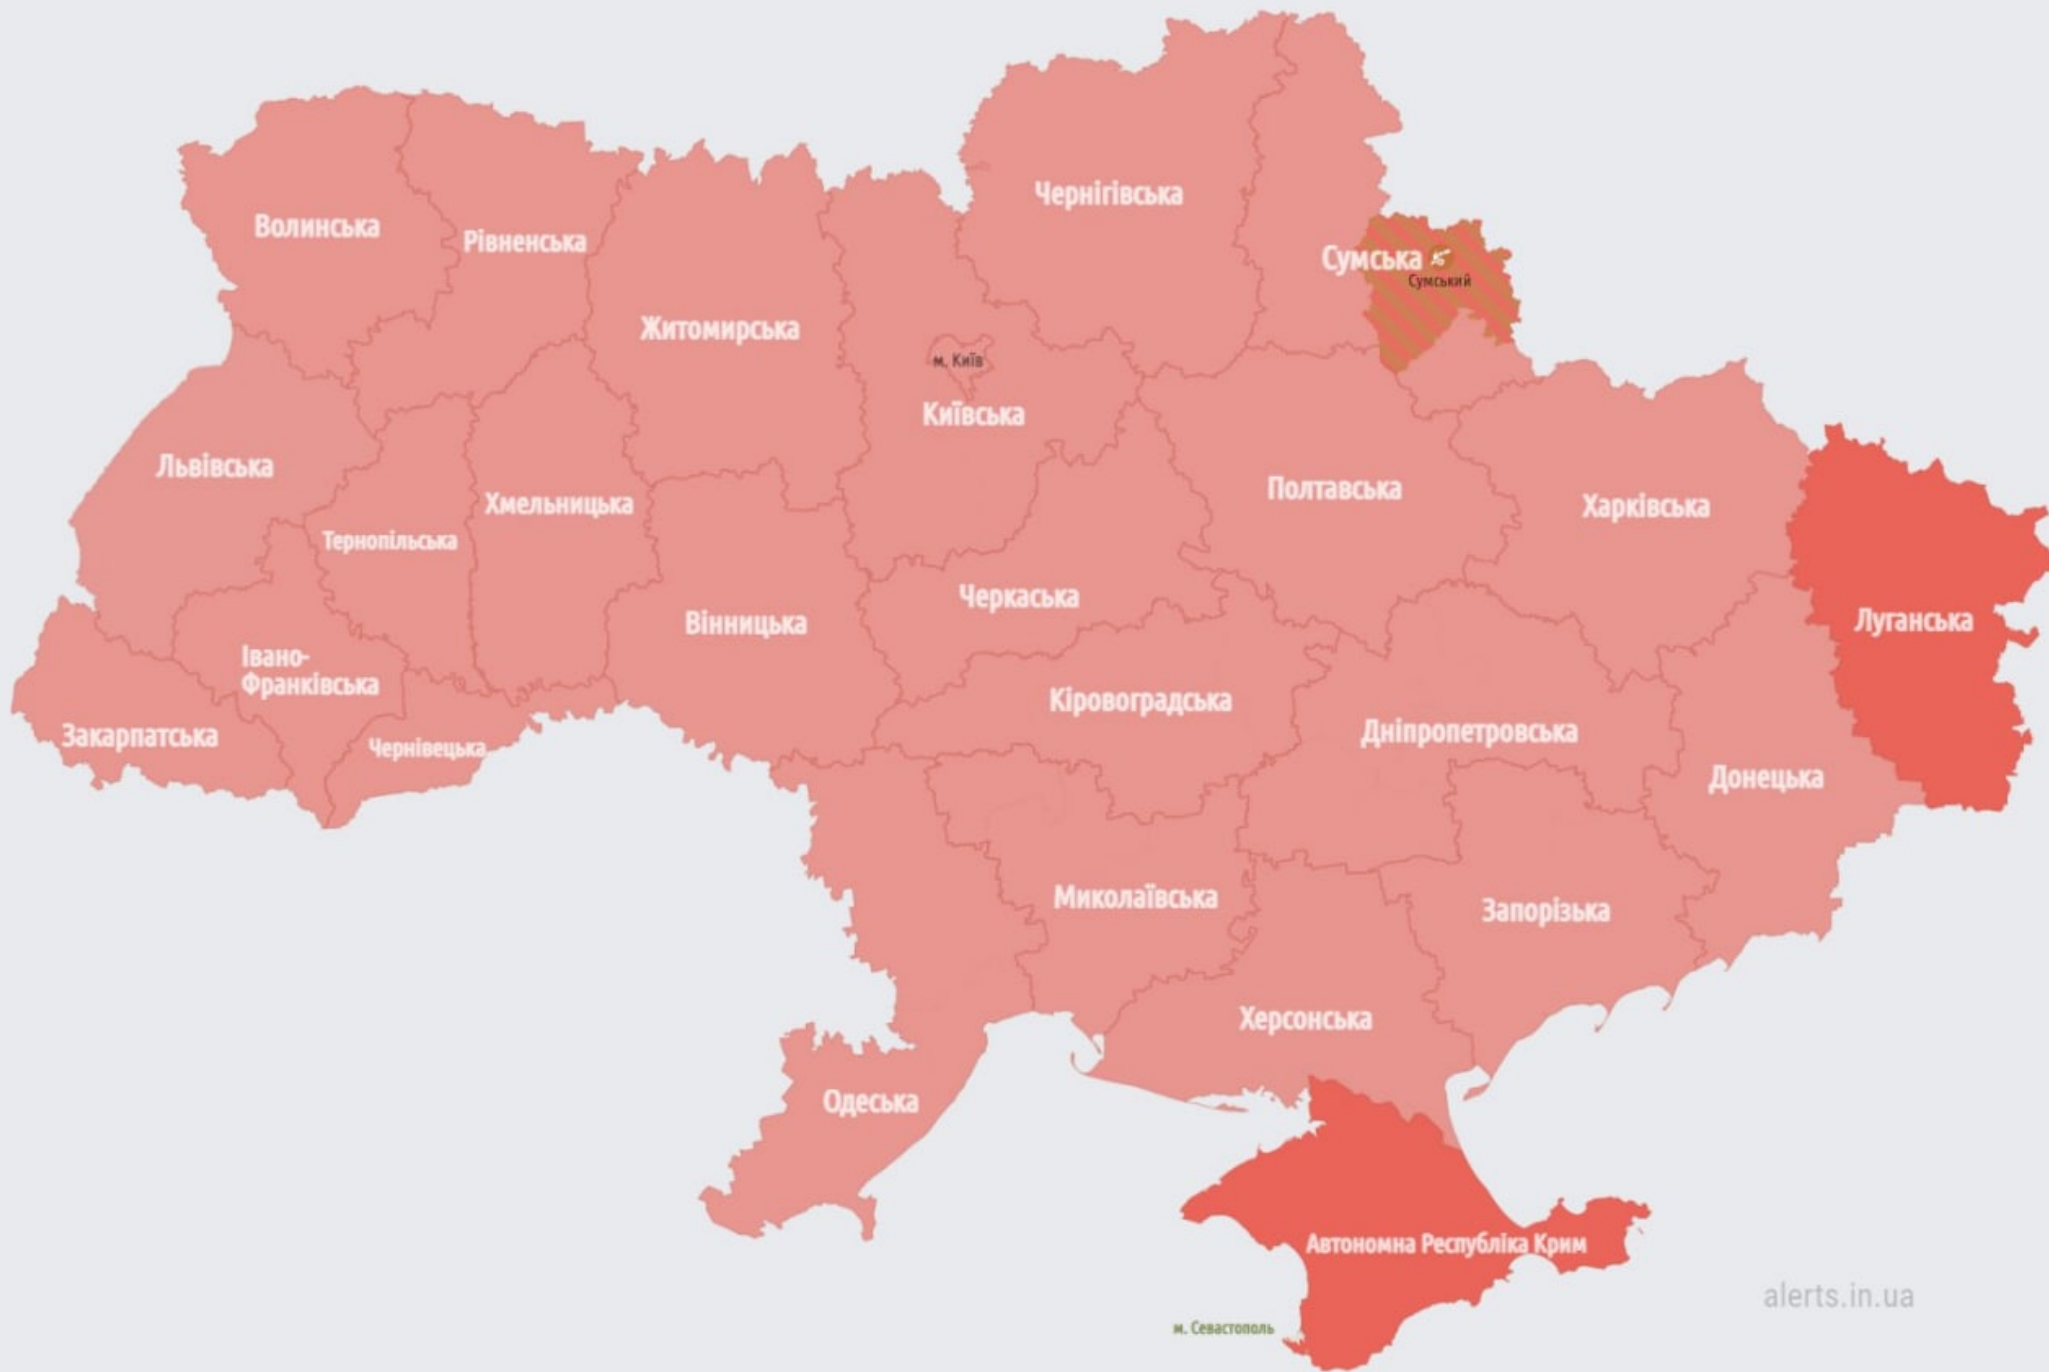 Чернігівська
Волинська
Рівненська
Сумська
Сумський
Житомирська
м. Київ
Київська
Львівська
Полтавська
Хмельницька
Харківська
Тернопільська
Черкаська
Луганська
Вінницька
Івано-
Франківська
Кіровоградська
Закарпатська
Дніпропетровська
Чернівецька
Донецька
Миколаївська
Запорізька
Херсонська
Одеська
Автономна Республіка Крим
alerts.in.ua
м. Севастополь